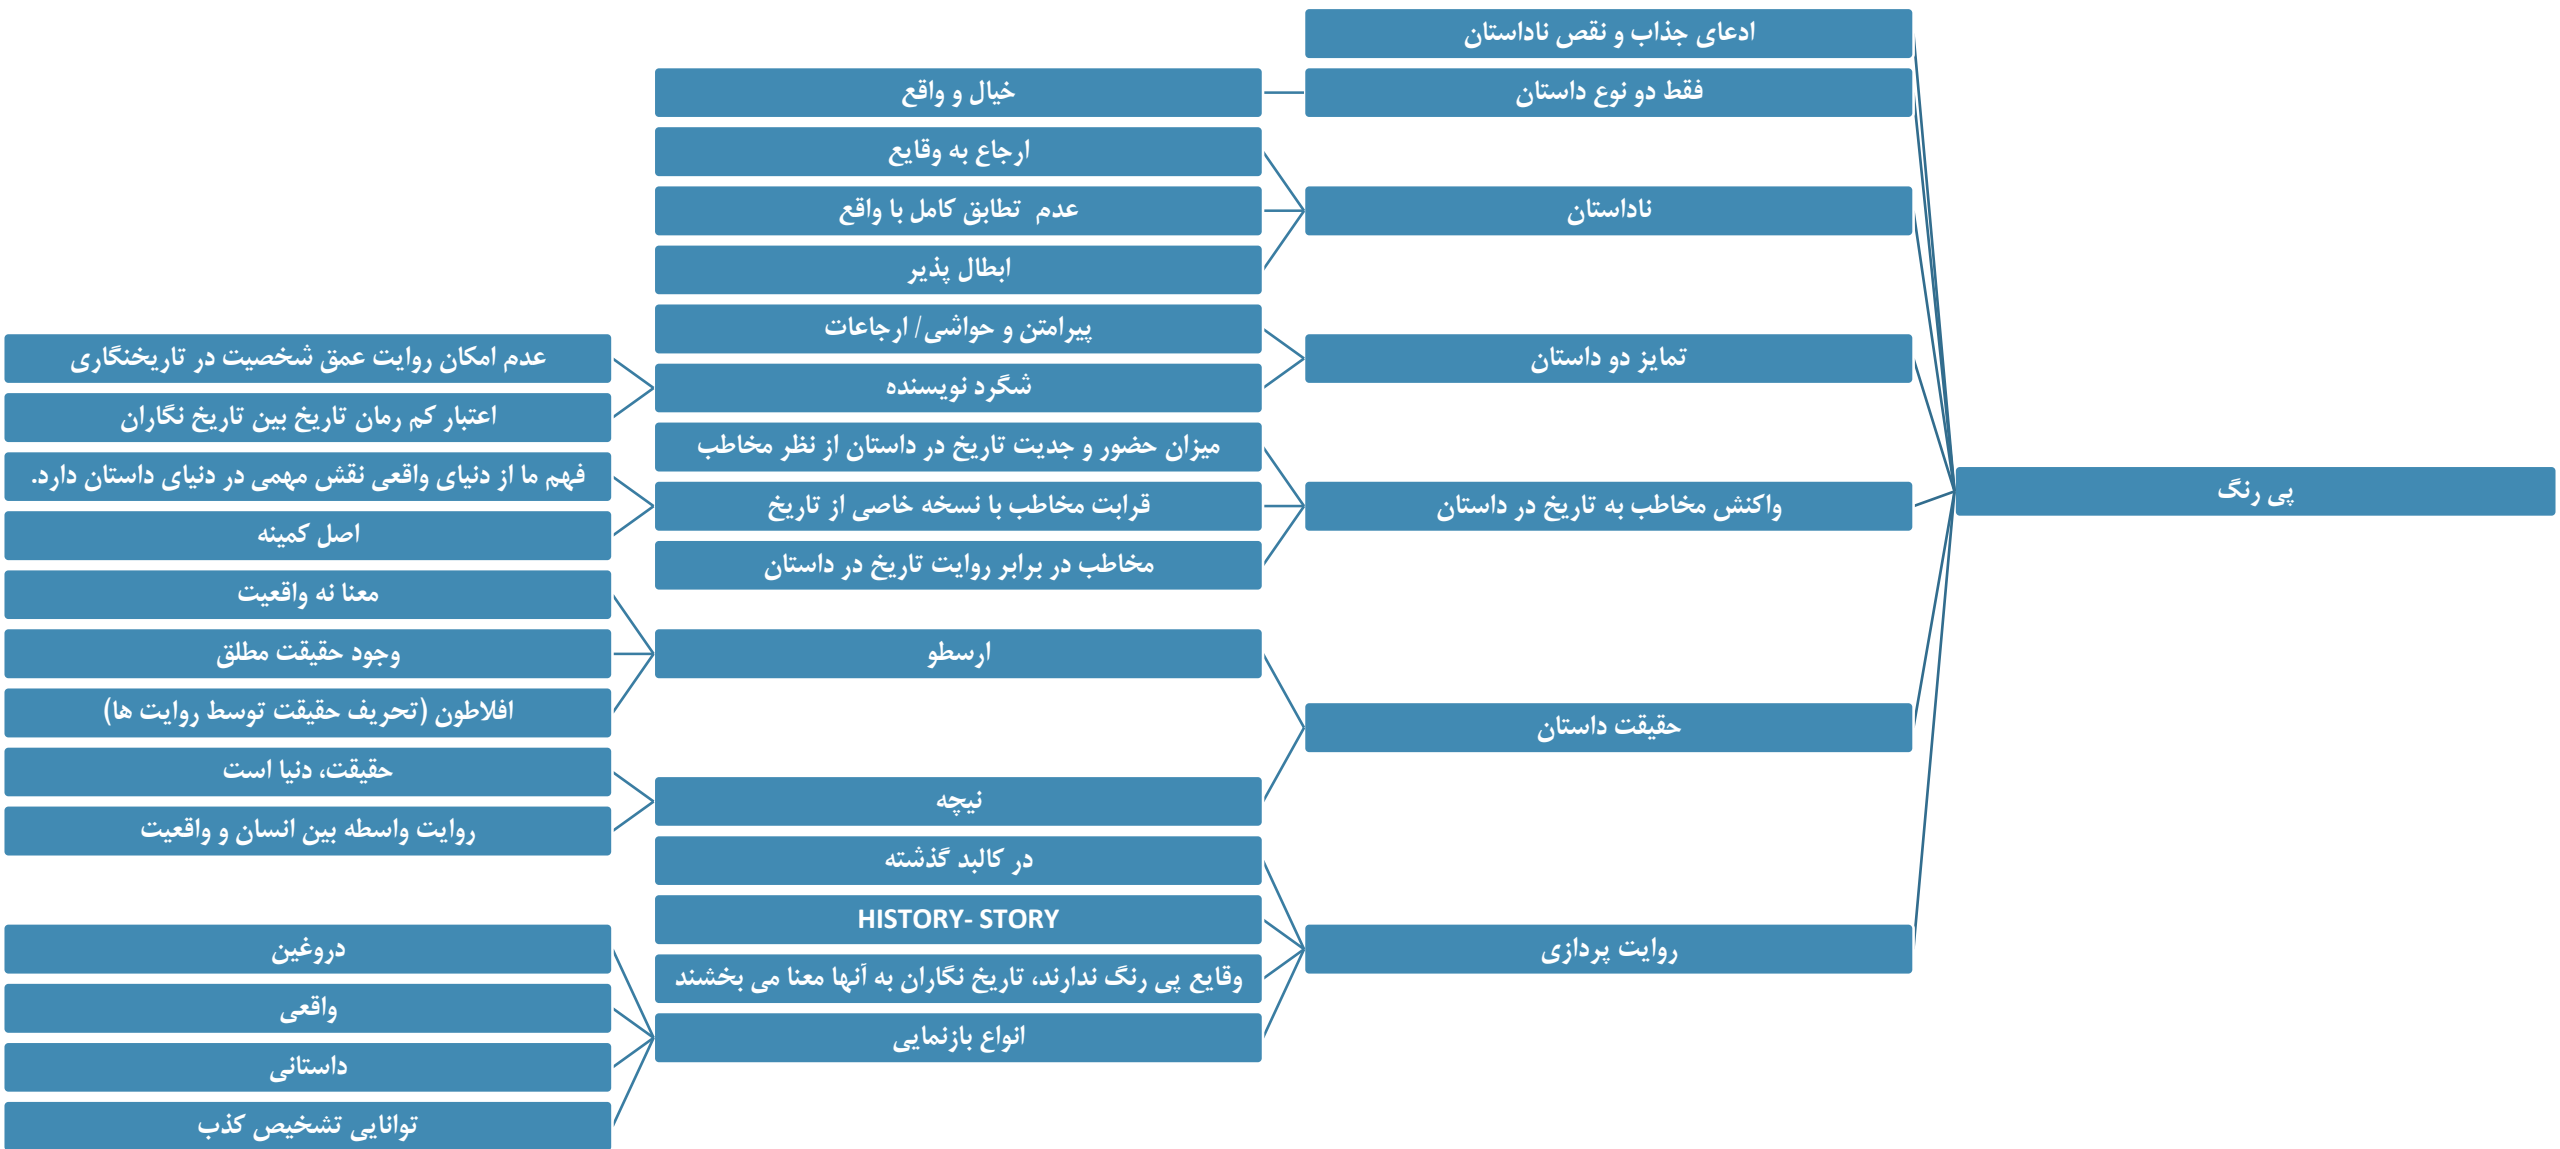 پی رنگ
ادعای جذاب و نقص ناداستان
فقط دو نوع داستان
خیال و واقع
ناداستان
ارجاع به وقایع
عدم تطابق کامل با واقع
ابطال پذیر
تمایز دو داستان
پیرامتن و حواشی/ ارجاعات
شگرد نویسنده
عدم امکان روایت عمق شخصیت در تاریخنگاری
اعتبار کم رمان تاریخ بین تاریخ نگاران
واکنش مخاطب به تاریخ در داستان
میزان حضور و جدیت تاریخ در داستان از نظر مخاطب
قرابت مخاطب با نسخه خاصی از تاریخ
فهم ما از دنیای واقعی نقش مهمی در دنیای داستان دارد.
اصل کمینه
مخاطب در برابر روایت تاریخ در داستان
حقیقت داستان
ارسطو
معنا نه واقعیت
وجود حقیقت مطلق
افلاطون (تحریف حقیقت توسط روایت ها)
نیچه
حقیقت، دنیا است
روایت واسطه بین انسان و واقعیت
روایت پردازی
در کالبد گذشته
HISTORY- STORY
وقایع پی رنگ ندارند، تاریخ نگاران به آنها معنا می بخشند
انواع بازنمایی
دروغین
واقعی
داستانی
توانایی تشخیص کذب